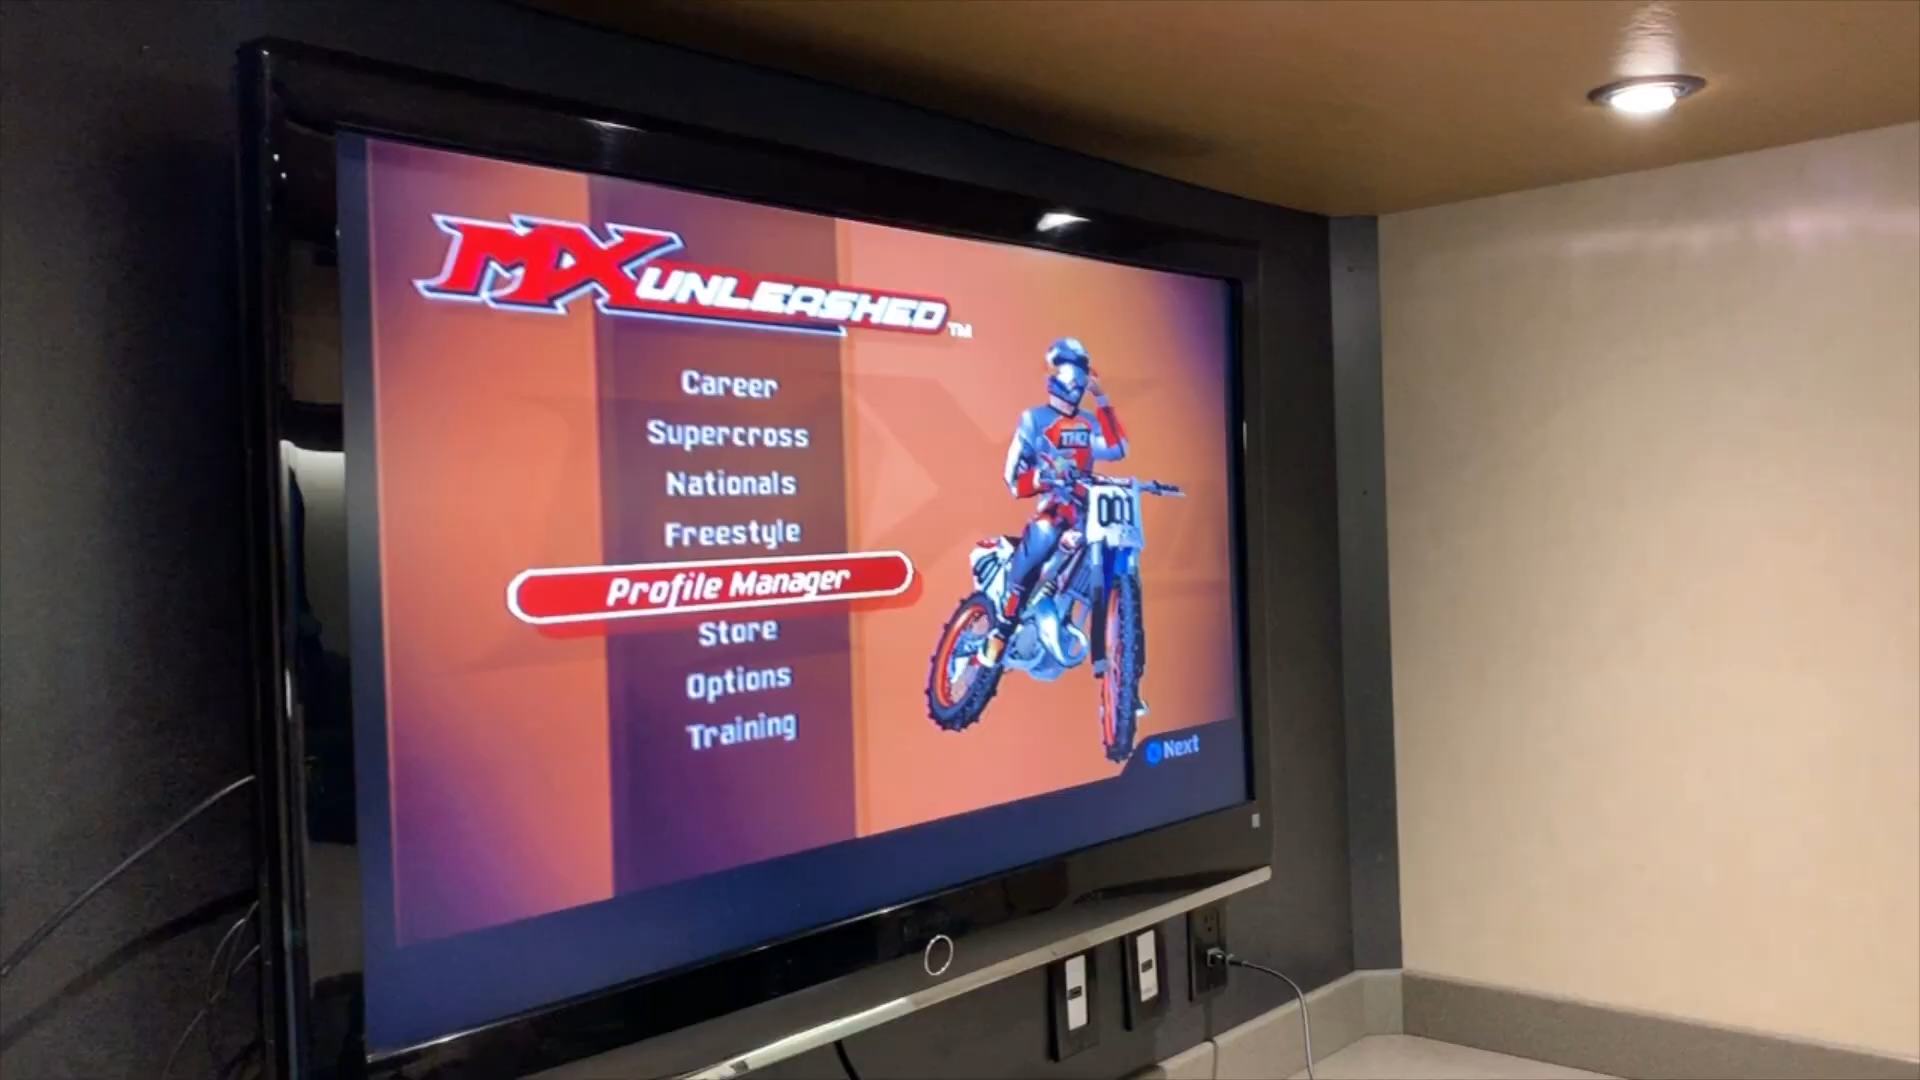 MX UNLEASHED TM
Career
Supercross
Nationals
Freestyle
Profile Manager
Store
Options
Training
THQ
001
Next